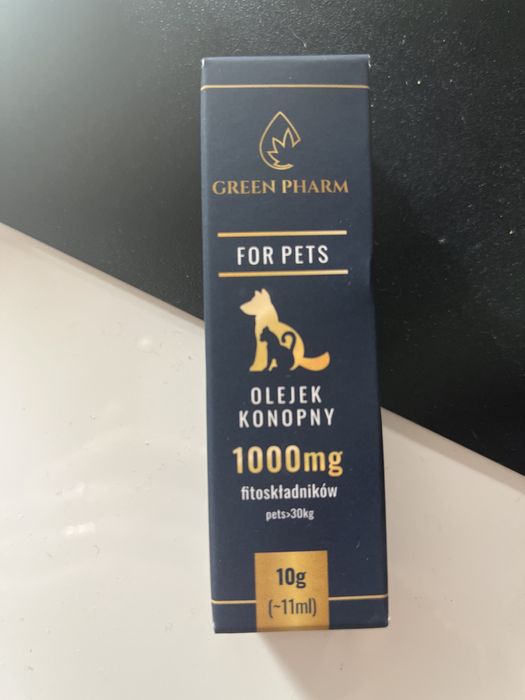 GREEN PHARM
FOR PETS
OLEJEK
KONOPNY
1000mg
fitoskładników
pets>30kg
10g
(~11ml)